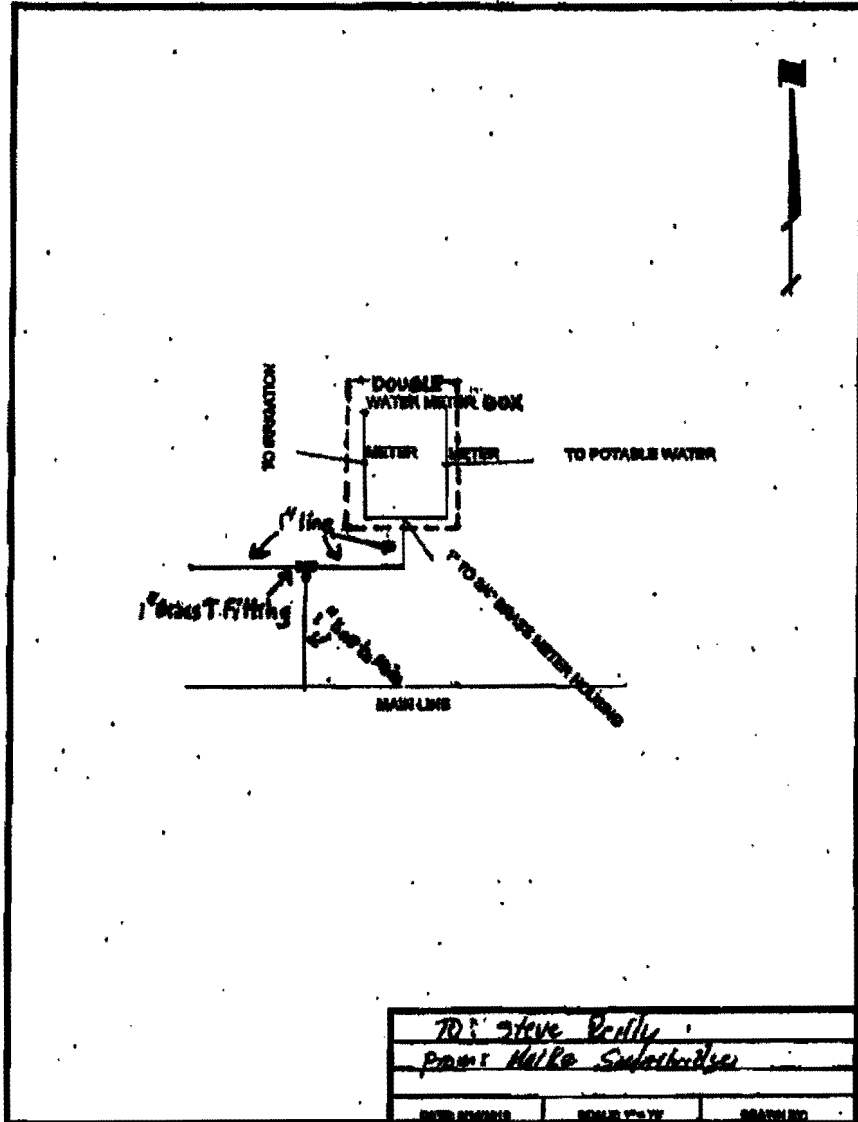 DOUBLE
WATER METER BOX
TO IRRIGATION
METER
METER
TO POTABLE WATER
1" line
1" Brass T. Fitting
1" TO 3/4" BRASS METER HOUSING
1"
MAIN LINE
TO: Steve Reilly
From: Mike